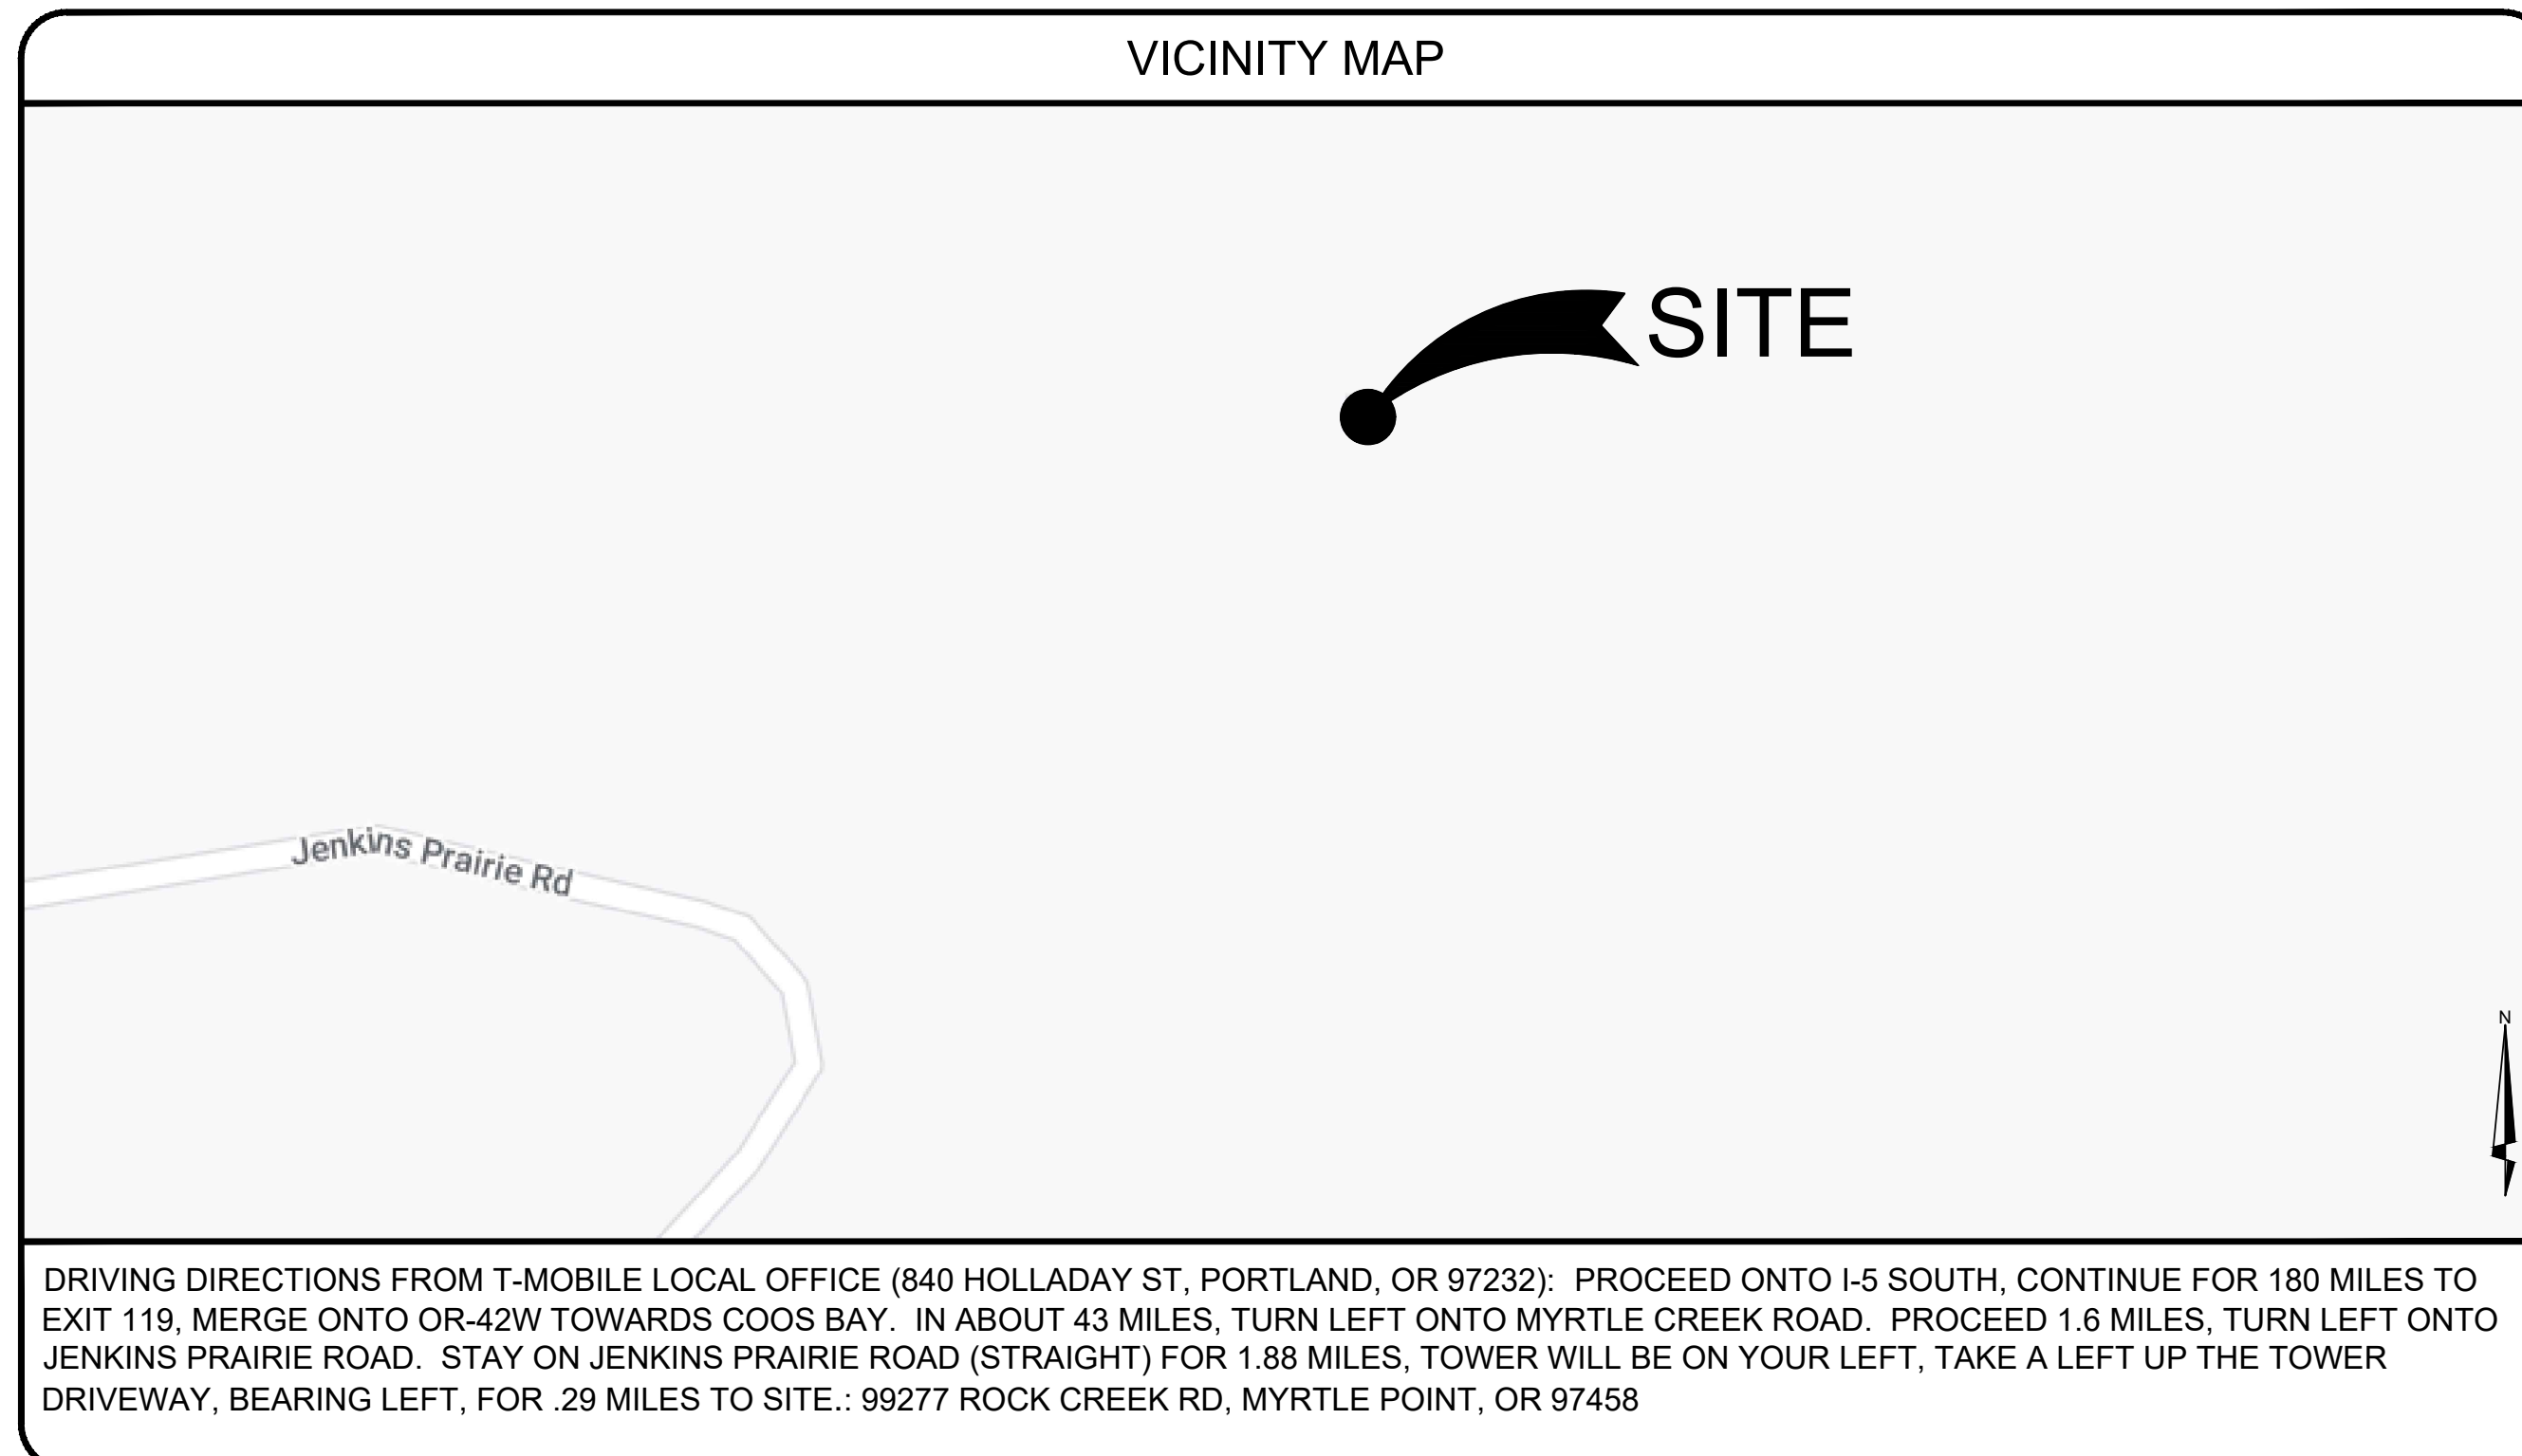 VICINITY MAP
SITE
Jenkins Prairie Rd
N
DRIVING DIRECTIONS FROM T-MOBILE LOCAL OFFICE (840 HOLLADAY ST, PORTLAND, OR 97232):  PROCEED ONTO I-5 SOUTH, CONTINUE FOR 180 MILES TO
EXIT 119, MERGE ONTO OR-42W TOWARDS COOS BAY.  IN ABOUT 43 MILES, TURN LEFT ONTO MYRTLE CREEK ROAD.  PROCEED 1.6 MILES, TURN LEFT ONTO
JENKINS PRAIRIE ROAD.  STAY ON JENKINS PRAIRIE ROAD (STRAIGHT) FOR 1.88 MILES, TOWER WILL BE ON YOUR LEFT, TAKE A LEFT UP THE TOWER
DRIVEWAY, BEARING LEFT, FOR .29 MILES TO SITE.: 99277 ROCK CREEK RD, MYRTLE POINT, OR 97458